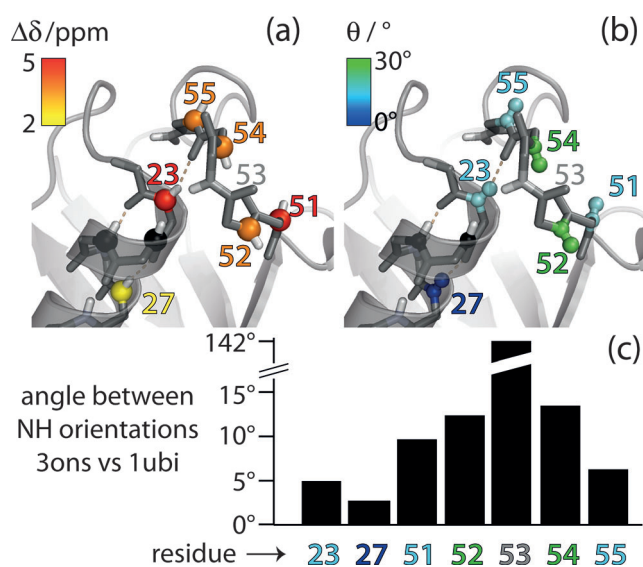 Δδ/ppm
(a)
5
2
55
54
53
23
51
52
27
θ / °
(b)
30°
0°
55
54
53
23
51
52
27
(c)
142°
15°
10°
5°
0°
angle between
NH orientations
3ons vs 1ubi
residue → 23 27 51 52 53 54 55